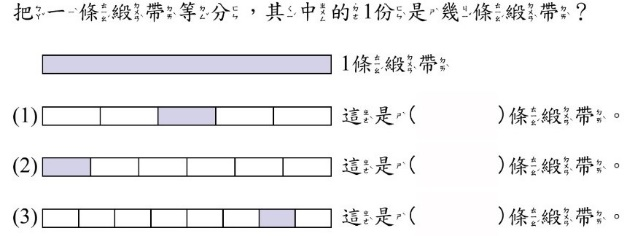 把一條緞帶等分，其中的1份是幾條緞帶？
1條緞帶
(1) 這是(　　)條緞帶。
(2) 這是(　　)條緞帶。
(3) 這是(　　)條緞帶。